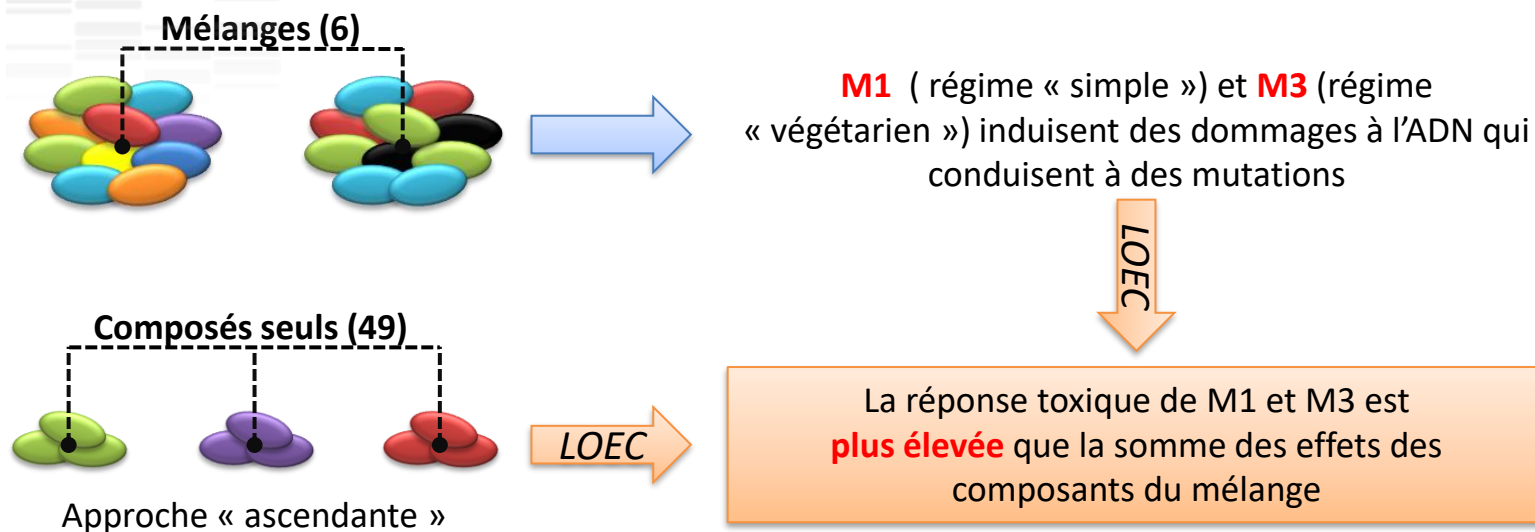 Mélanges (6)
M1 ( régime « simple ») et M3 (régime
« végétarien ») induisent des dommages à l’ADN qui
conduisent à des mutations
LOEC
Composés seuls (49)
LOEC
La réponse toxique de M1 et M3 est
plus élevée que la somme des effets des
composants du mélange
Approche « ascendante »